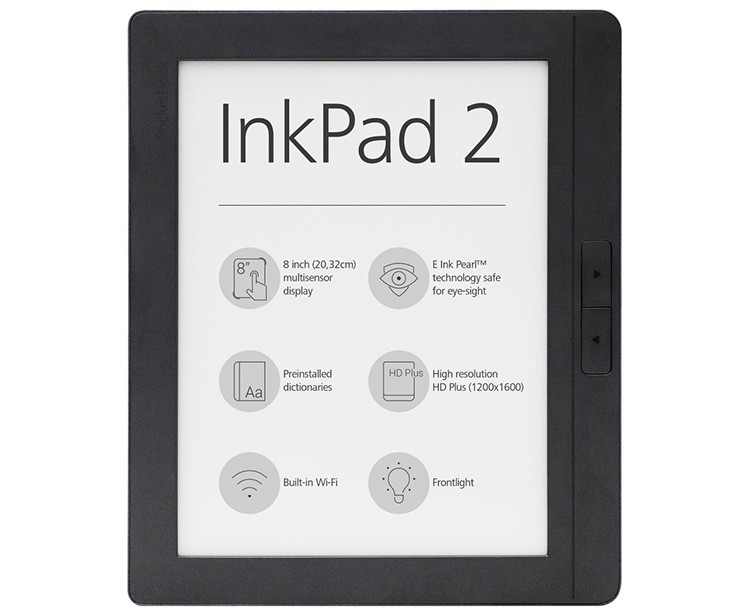 PocketBook
InkPad 2
8"
8 inch (20,32cm)
multisensor
display
E Ink Pearl™
technology safe
for eye-sight
Aa
Preinstalled
dictionaries
HD Plus
High resolution
HD Plus (1200x1600)
Built-in Wi-Fi
Frontlight